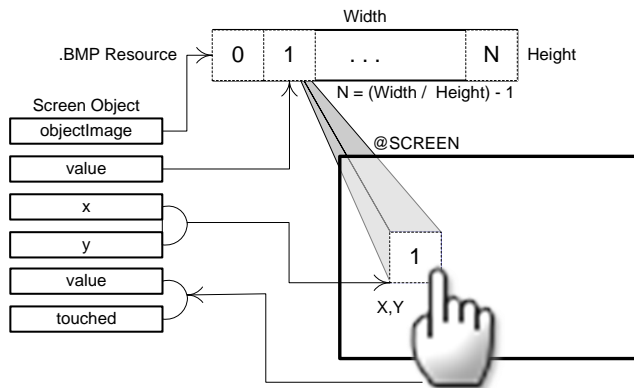 Width
.BMP Resource
0 1 . . . N
Height
N = (Width / Height) - 1
Screen Object
objectImage
@SCREEN
value
x
y
1
value
X,Y
touched